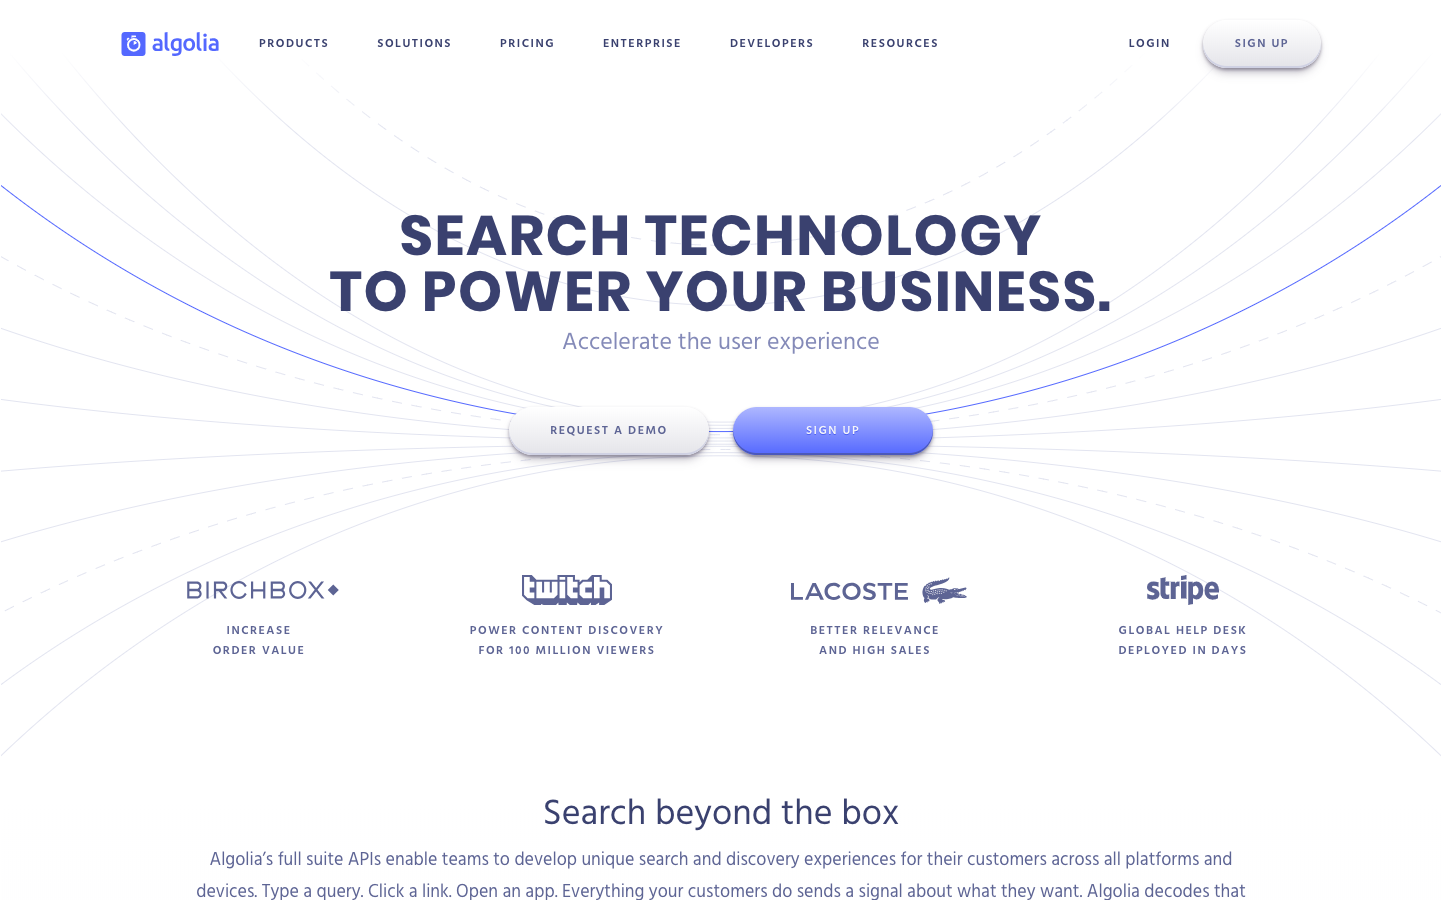 algolia PRODUCTS SOLUTIONS PRICING ENTERPRISE DEVELOPERS RESOURCES LOGIN SIGN UP
SEARCH TECHNOLOGY
TO POWER YOUR BUSINESS.
Accelerate the user experience
REQUEST A DEMO SIGN UP
BIRCHBOX twitch LACOSTE stripe
INCREASE
ORDER VALUE
POWER CONTENT DISCOVERY
FOR 100 MILLION VIEWERS
BETTER RELEVANCE
AND HIGH SALES
GLOBAL HELP DESK
DEPLOYED IN DAYS
Search beyond the box
Algolia’s full suite APIs enable teams to develop unique search and discovery experiences for their customers across all platforms and
devices. Type a query. Click a link. Open an app. Everything your customers do sends a signal about what they want. Algolia decodes that